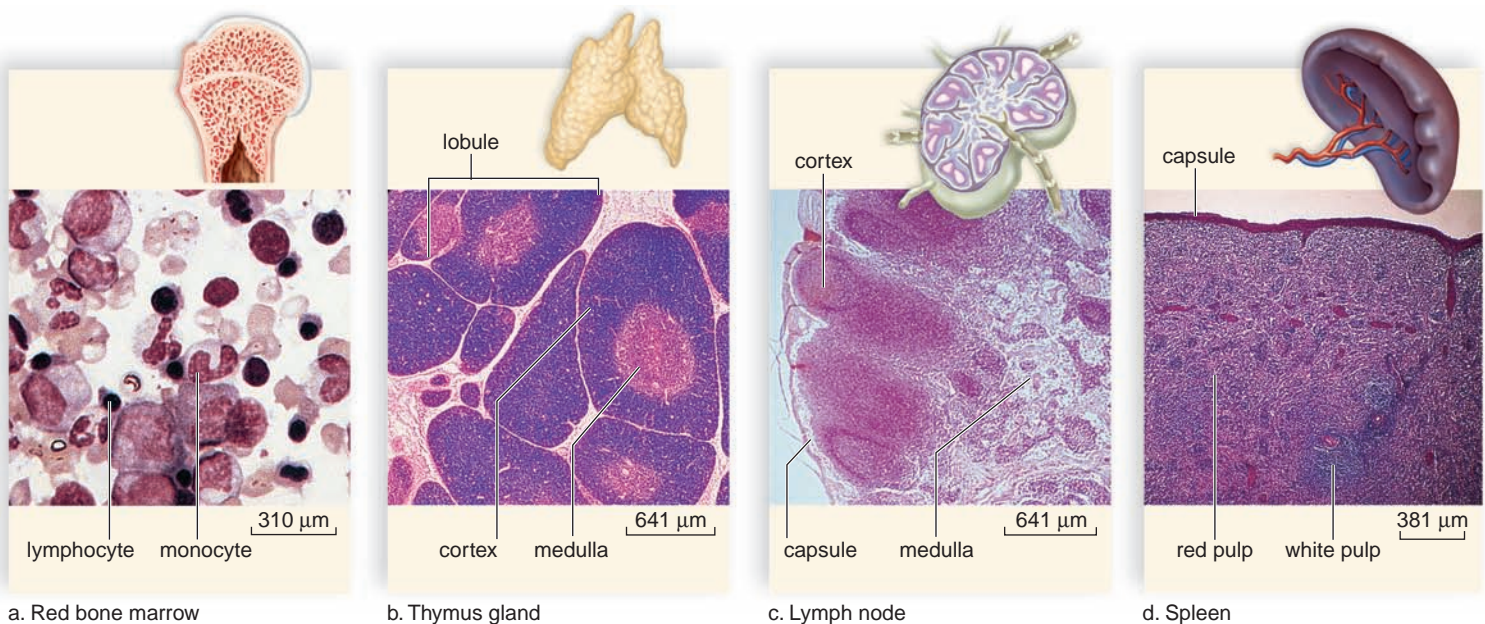 lobule
cortex
capsule
310 μm
641 μm
641 μm
381 μm
lymphocyte monocyte
cortex medulla
capsule medulla
red pulp white pulp
a. Red bone marrow
b. Thymus gland
c. Lymph node
d. Spleen